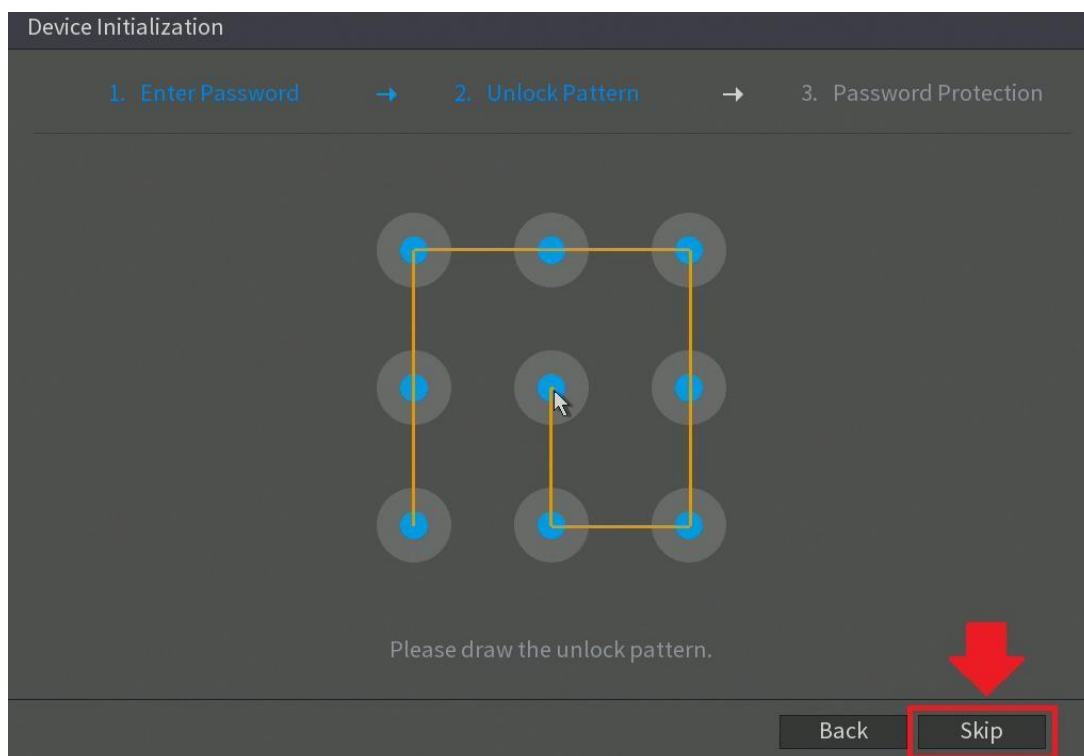 Device Initialization
1. Enter Password → 2. Unlock Pattern → 3. Password Protection
Please draw the unlock pattern.
Back Skip